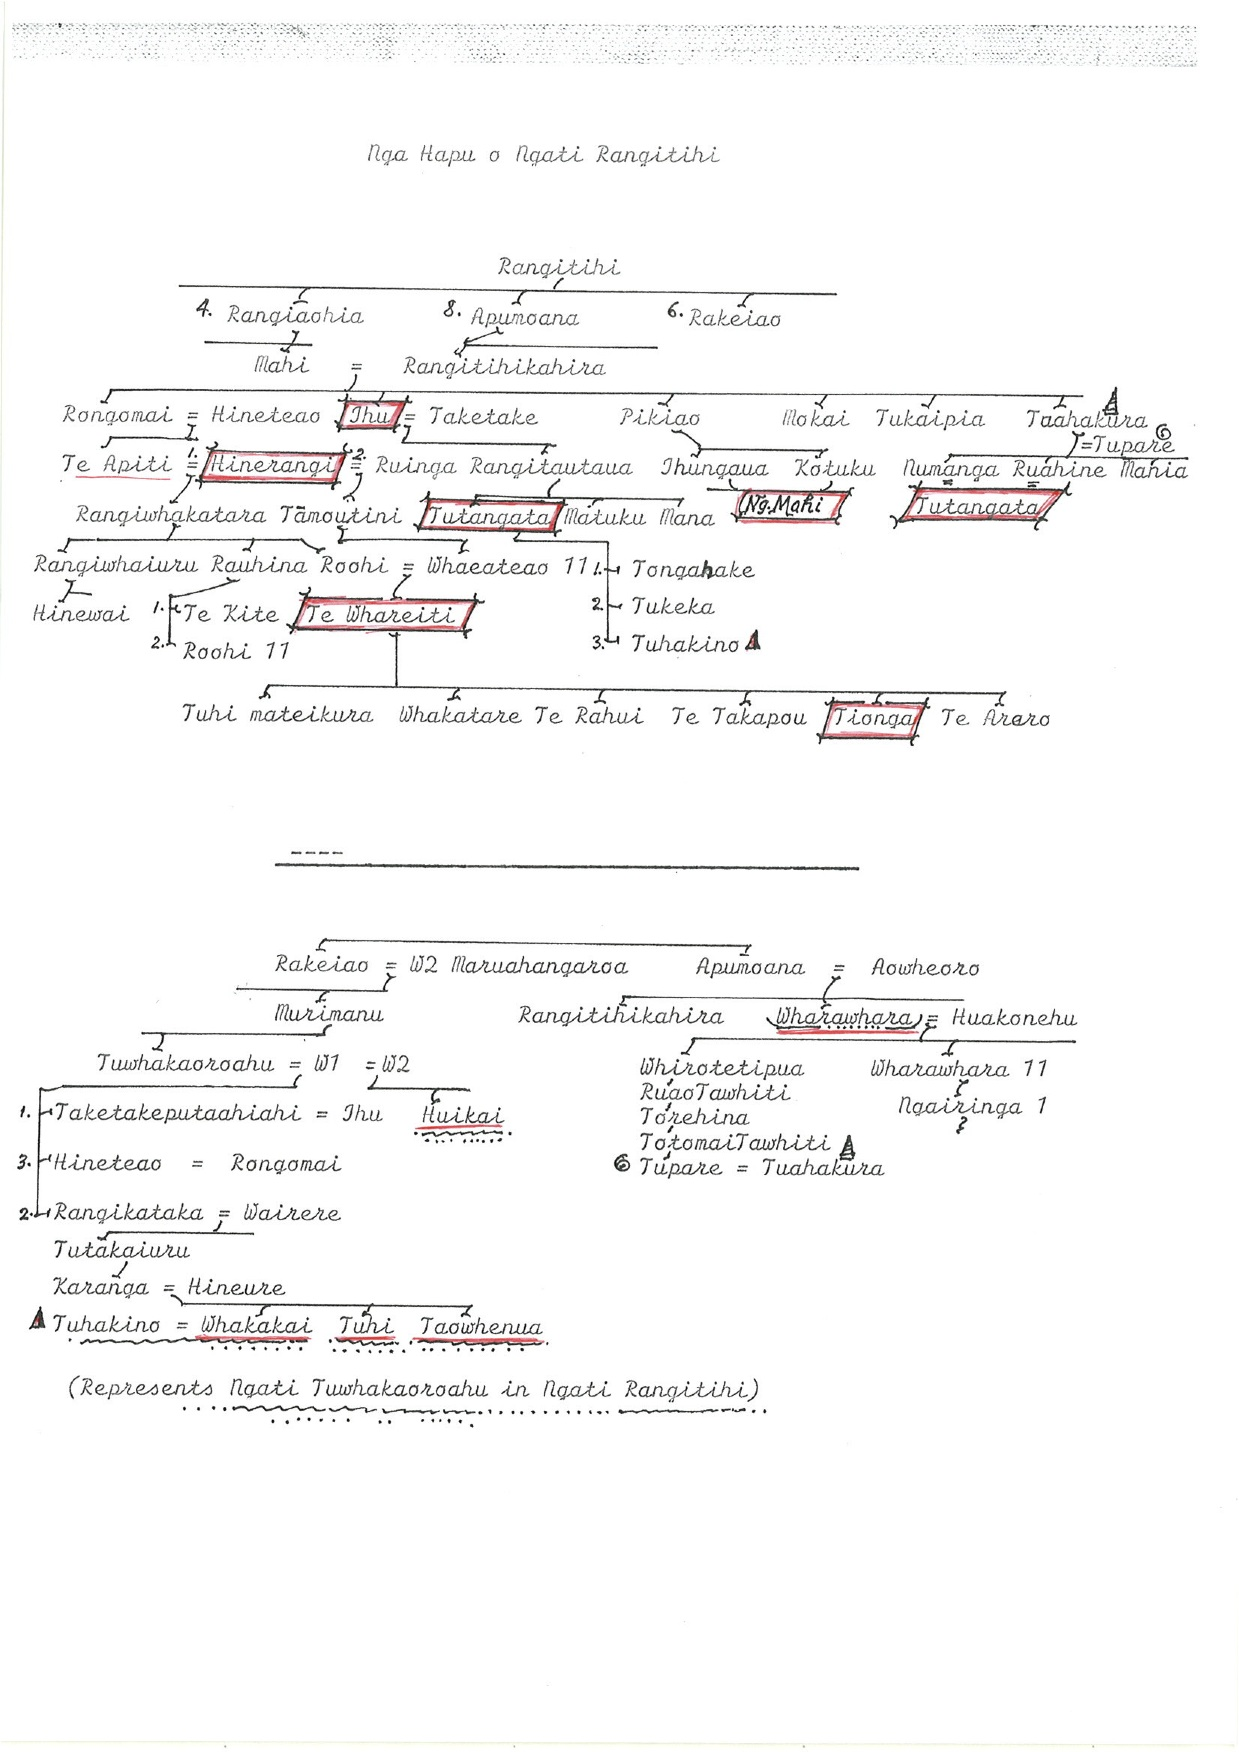 Nga Hapu o Ngati Rangitihi
Rangitihi
4. Rangiaohia 8. Apumoana 6. Rakeiao
Mahi = Rangitihikahira
Rongomai = Hineteao Ihu = Taketake Pikiao Mokai Tukaipia Taahakura
=Tupare 6
Te Apiti 1. = Hinerangi 2. = Ruinga Rangitautaua Ihungaua Kotuku Numanga Ruahine Mahia
Rangiwhakatara Tāmoutini Tutangata Matuku Mana Ng.Mahi Tutangata
Rangiwhaiuru Rauhina Roohi = Whaeateao 11 1. Tongahake
Hinewai 1. Te Kite Te Whareiti 2. Tukeka
2. Roohi 11 3. Tuhakino
Tuhi mateikura Whakatare Te Rahui Te Takapou Tionga Te Araro
Rakeiao = W2 Maruahangaroa Apumoana = Aowheoro
Murimanu Rangitihikahira Wharawhara = Huakonehu
Tuwhakaoroahu = W1 = W2 Whirotetipua Wharawhara 11
RuaoTawhiti Ngairinga 1
1. Taketakeputaahiahi = Ihu Huikai Torehina
TotomaiTawhiti
3. Hineteao = Rongomai 6 Tupare = Tuahakura
2. Rangikataka = Wairere
Tutakaiuru
Karanga = Hineure
Tuhakino = Whakakai Tuhi Taowhenua
(Represents Ngati Tuwhakaoroahu in Ngati Rangitihi)